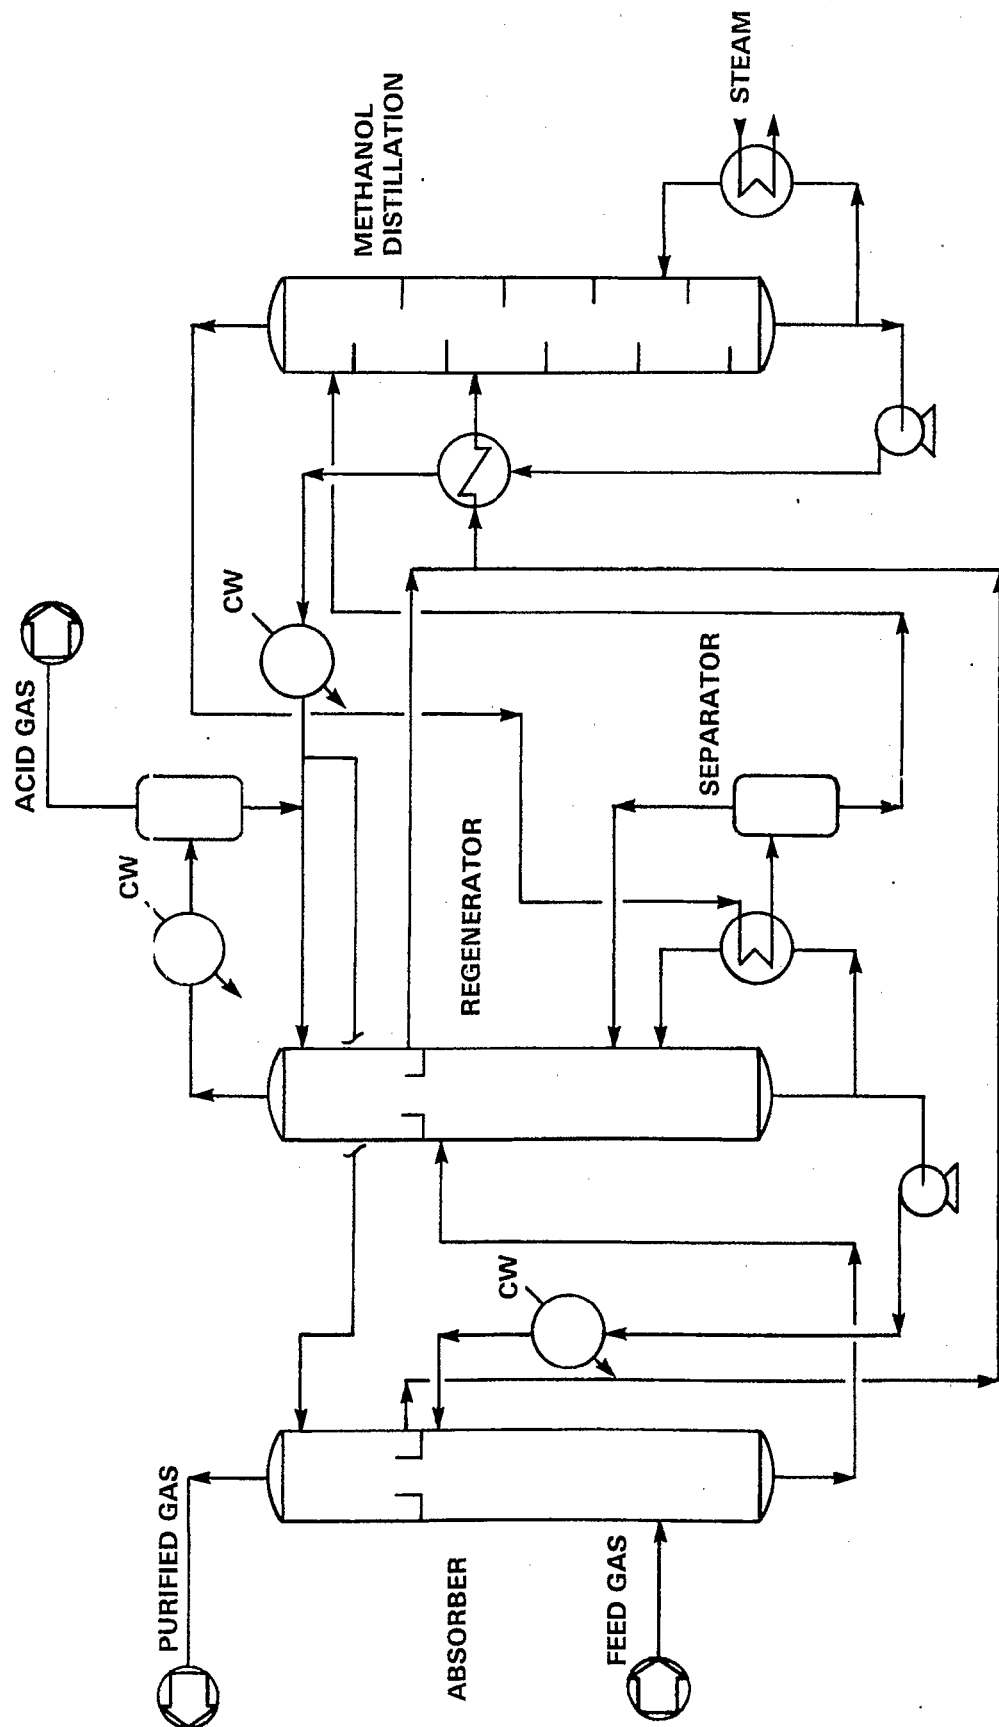 PURIFIED GAS
ABSORBER
FEED GAS
CW
CW
ACID GAS
REGENERATOR
SEPARATOR
CW
METHANOL
DISTILLATION
STEAM